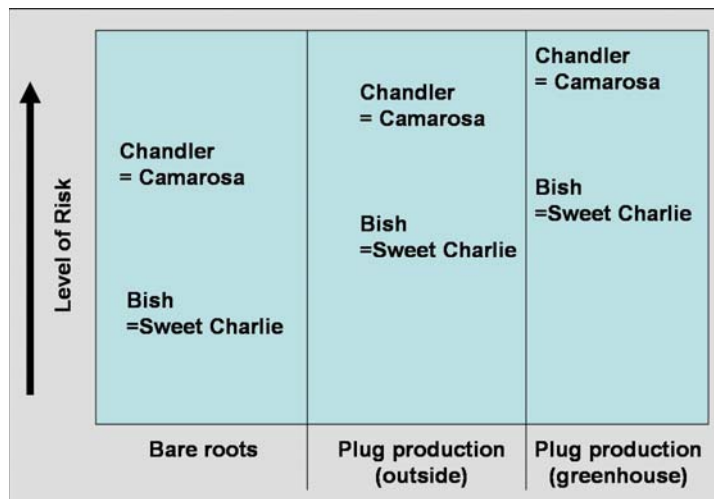 Level of Risk
Chandler
= Camarosa
Bish
=Sweet Charlie
Bare roots
Chandler
= Camarosa
Bish
=Sweet Charlie
Plug production
(outside)
Chandler
= Camarosa
Bish
=Sweet Charlie
Plug production
(greenhouse)